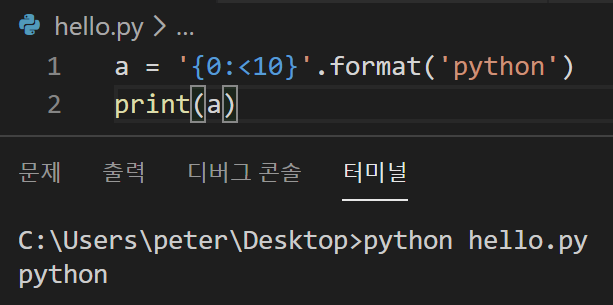 hello.py > ...
1 a = '{0:<10}'.format('python')
2 print(a)
문제 출력 디버그 콘솔 터미널
C:\Users\peter\Desktop>python hello.py
python